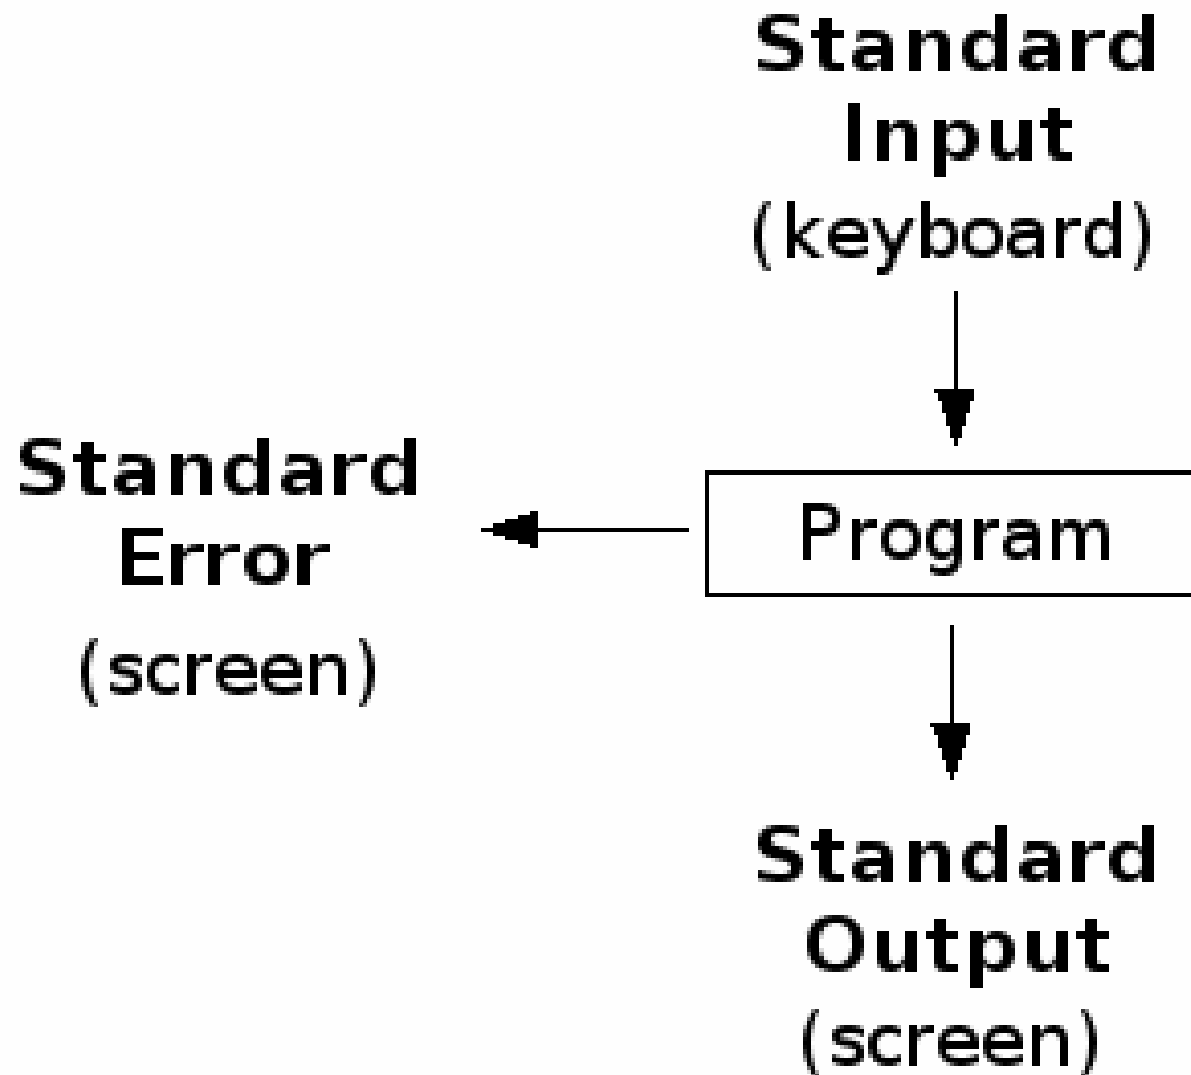 Standard
Input
(keyboard)
Standard
Error
(screen)
Program
Standard
Output
(screen)